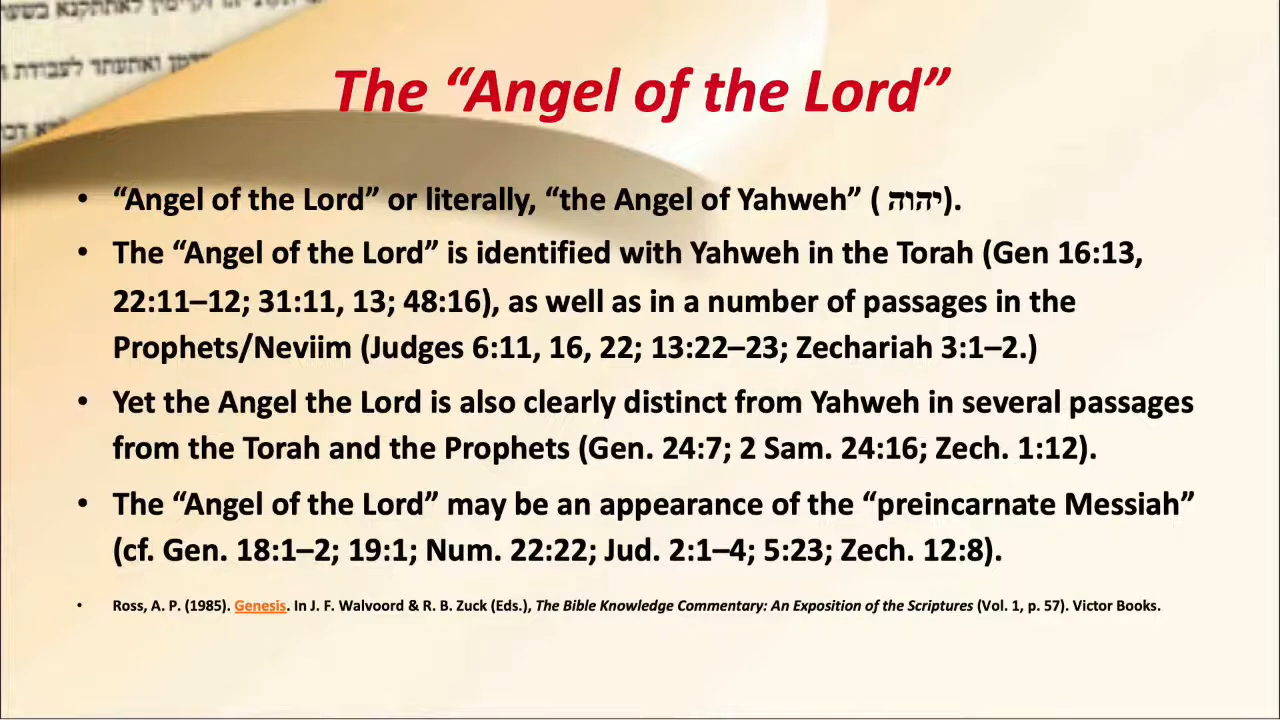 The “Angel of the Lord”
• “Angel of the Lord” or literally, “the Angel of Yahweh” ( יהוה).
• The “Angel of the Lord” is identified with Yahweh in the Torah (Gen 16:13,
22:11–12; 31:11, 13; 48:16), as well as in a number of passages in the
Prophets/Neviim (Judges 6:11, 16, 22; 13:22–23; Zechariah 3:1–2.)
• Yet the Angel the Lord is also clearly distinct from Yahweh in several passages
from the Torah and the Prophets (Gen. 24:7; 2 Sam. 24:16; Zech. 1:12).
• The “Angel of the Lord” may be an appearance of the “preincarnate Messiah”
(cf. Gen. 18:1–2; 19:1; Num. 22:22; Jud. 2:1–4; 5:23; Zech. 12:8).
• Ross, A. P. (1985). Genesis. In J. F. Walvoord & R. B. Zuck (Eds.), The Bible Knowledge Commentary: An Exposition of the Scriptures (Vol. 1, p. 57). Victor Books.